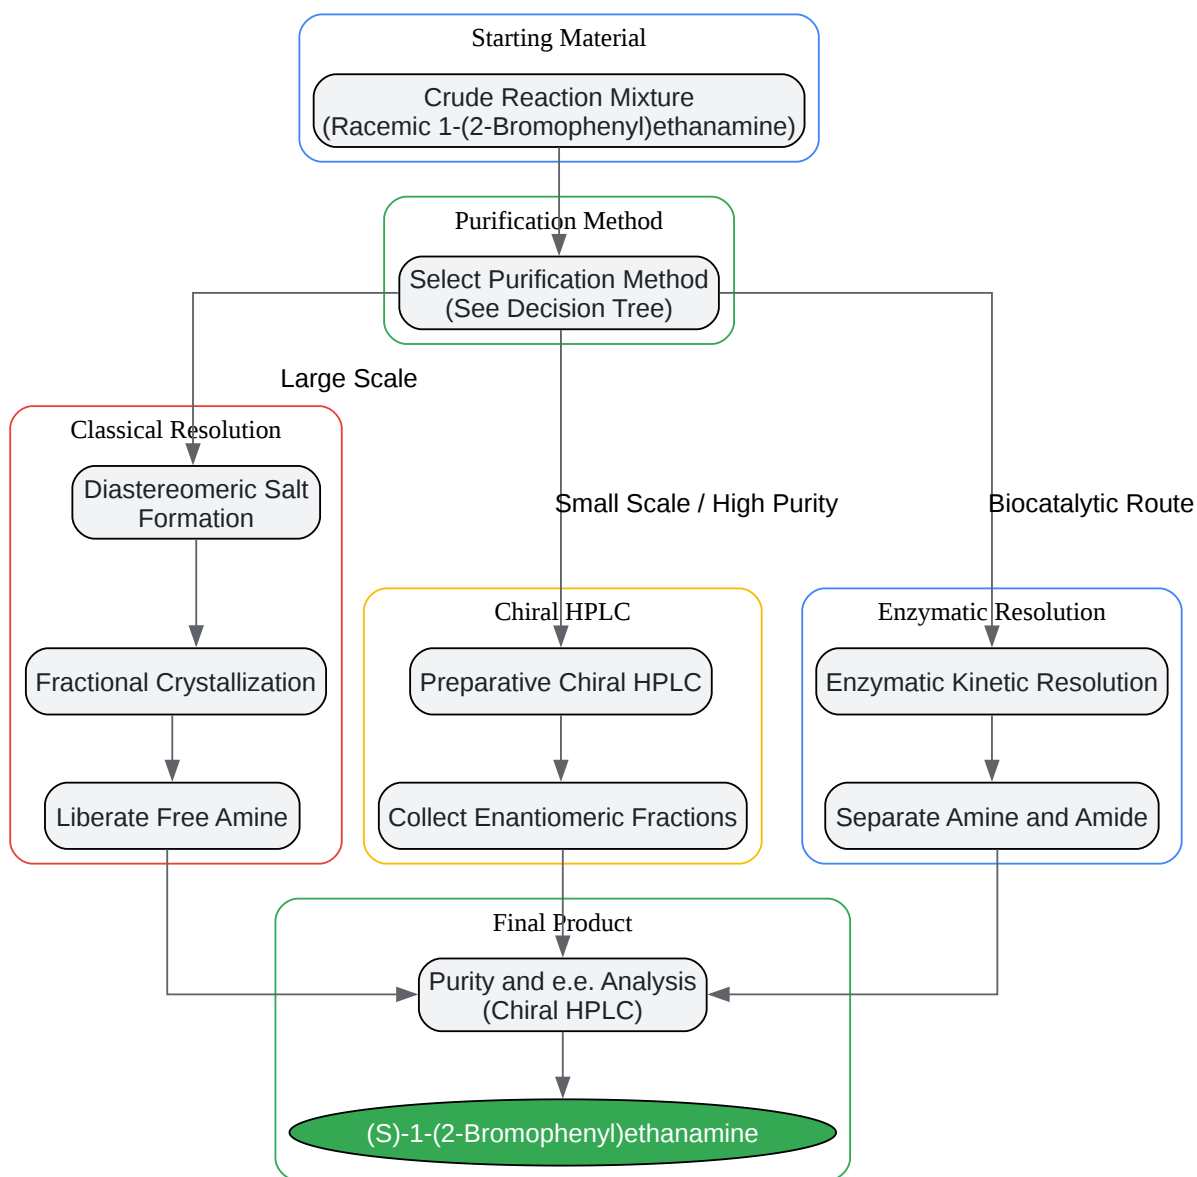 Starting Material
Crude Reaction Mixture
(Racemic 1-(2-Bromophenyl)ethanamine)
Purification Method
Select Purification Method
(See Decision Tree)
Large Scale
Small Scale / High Purity
Biocatalytic Route
Classical Resolution
Diastereomeric Salt
Formation
Fractional Crystallization
Liberate Free Amine
Chiral HPLC
Preparative Chiral HPLC
Collect Enantiomeric Fractions
Enzymatic Resolution
Enzymatic Kinetic Resolution
Separate Amine and Amide
Final Product
Purity and e.e. Analysis
(Chiral HPLC)
(S)-1-(2-Bromophenyl)ethanamine